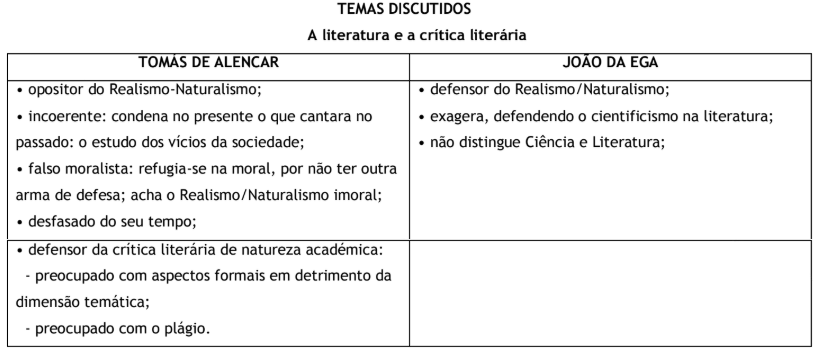 TEMAS DISCUTIDOS
A literatura e a crítica literária
TOMÁS DE ALENCAR
• opositor do Realismo-Naturalismo;
• incoerente: condena no presente o que cantara no
passado: o estudo dos vícios da sociedade;
• falso moralista: refugia-se na moral, por não ter outra
arma de defesa; acha o Realismo/Naturalismo imoral;
• desfasado do seu tempo;
• defensor da crítica literária de natureza académica:
- preocupado com aspectos formais em detrimento da
dimensão temática;
- preocupado com o plágio.
JOÃO DA EGA
• defensor do Realismo/Naturalismo;
• exagera, defendendo o cientificismo na literatura;
• não distingue Ciência e Literatura;